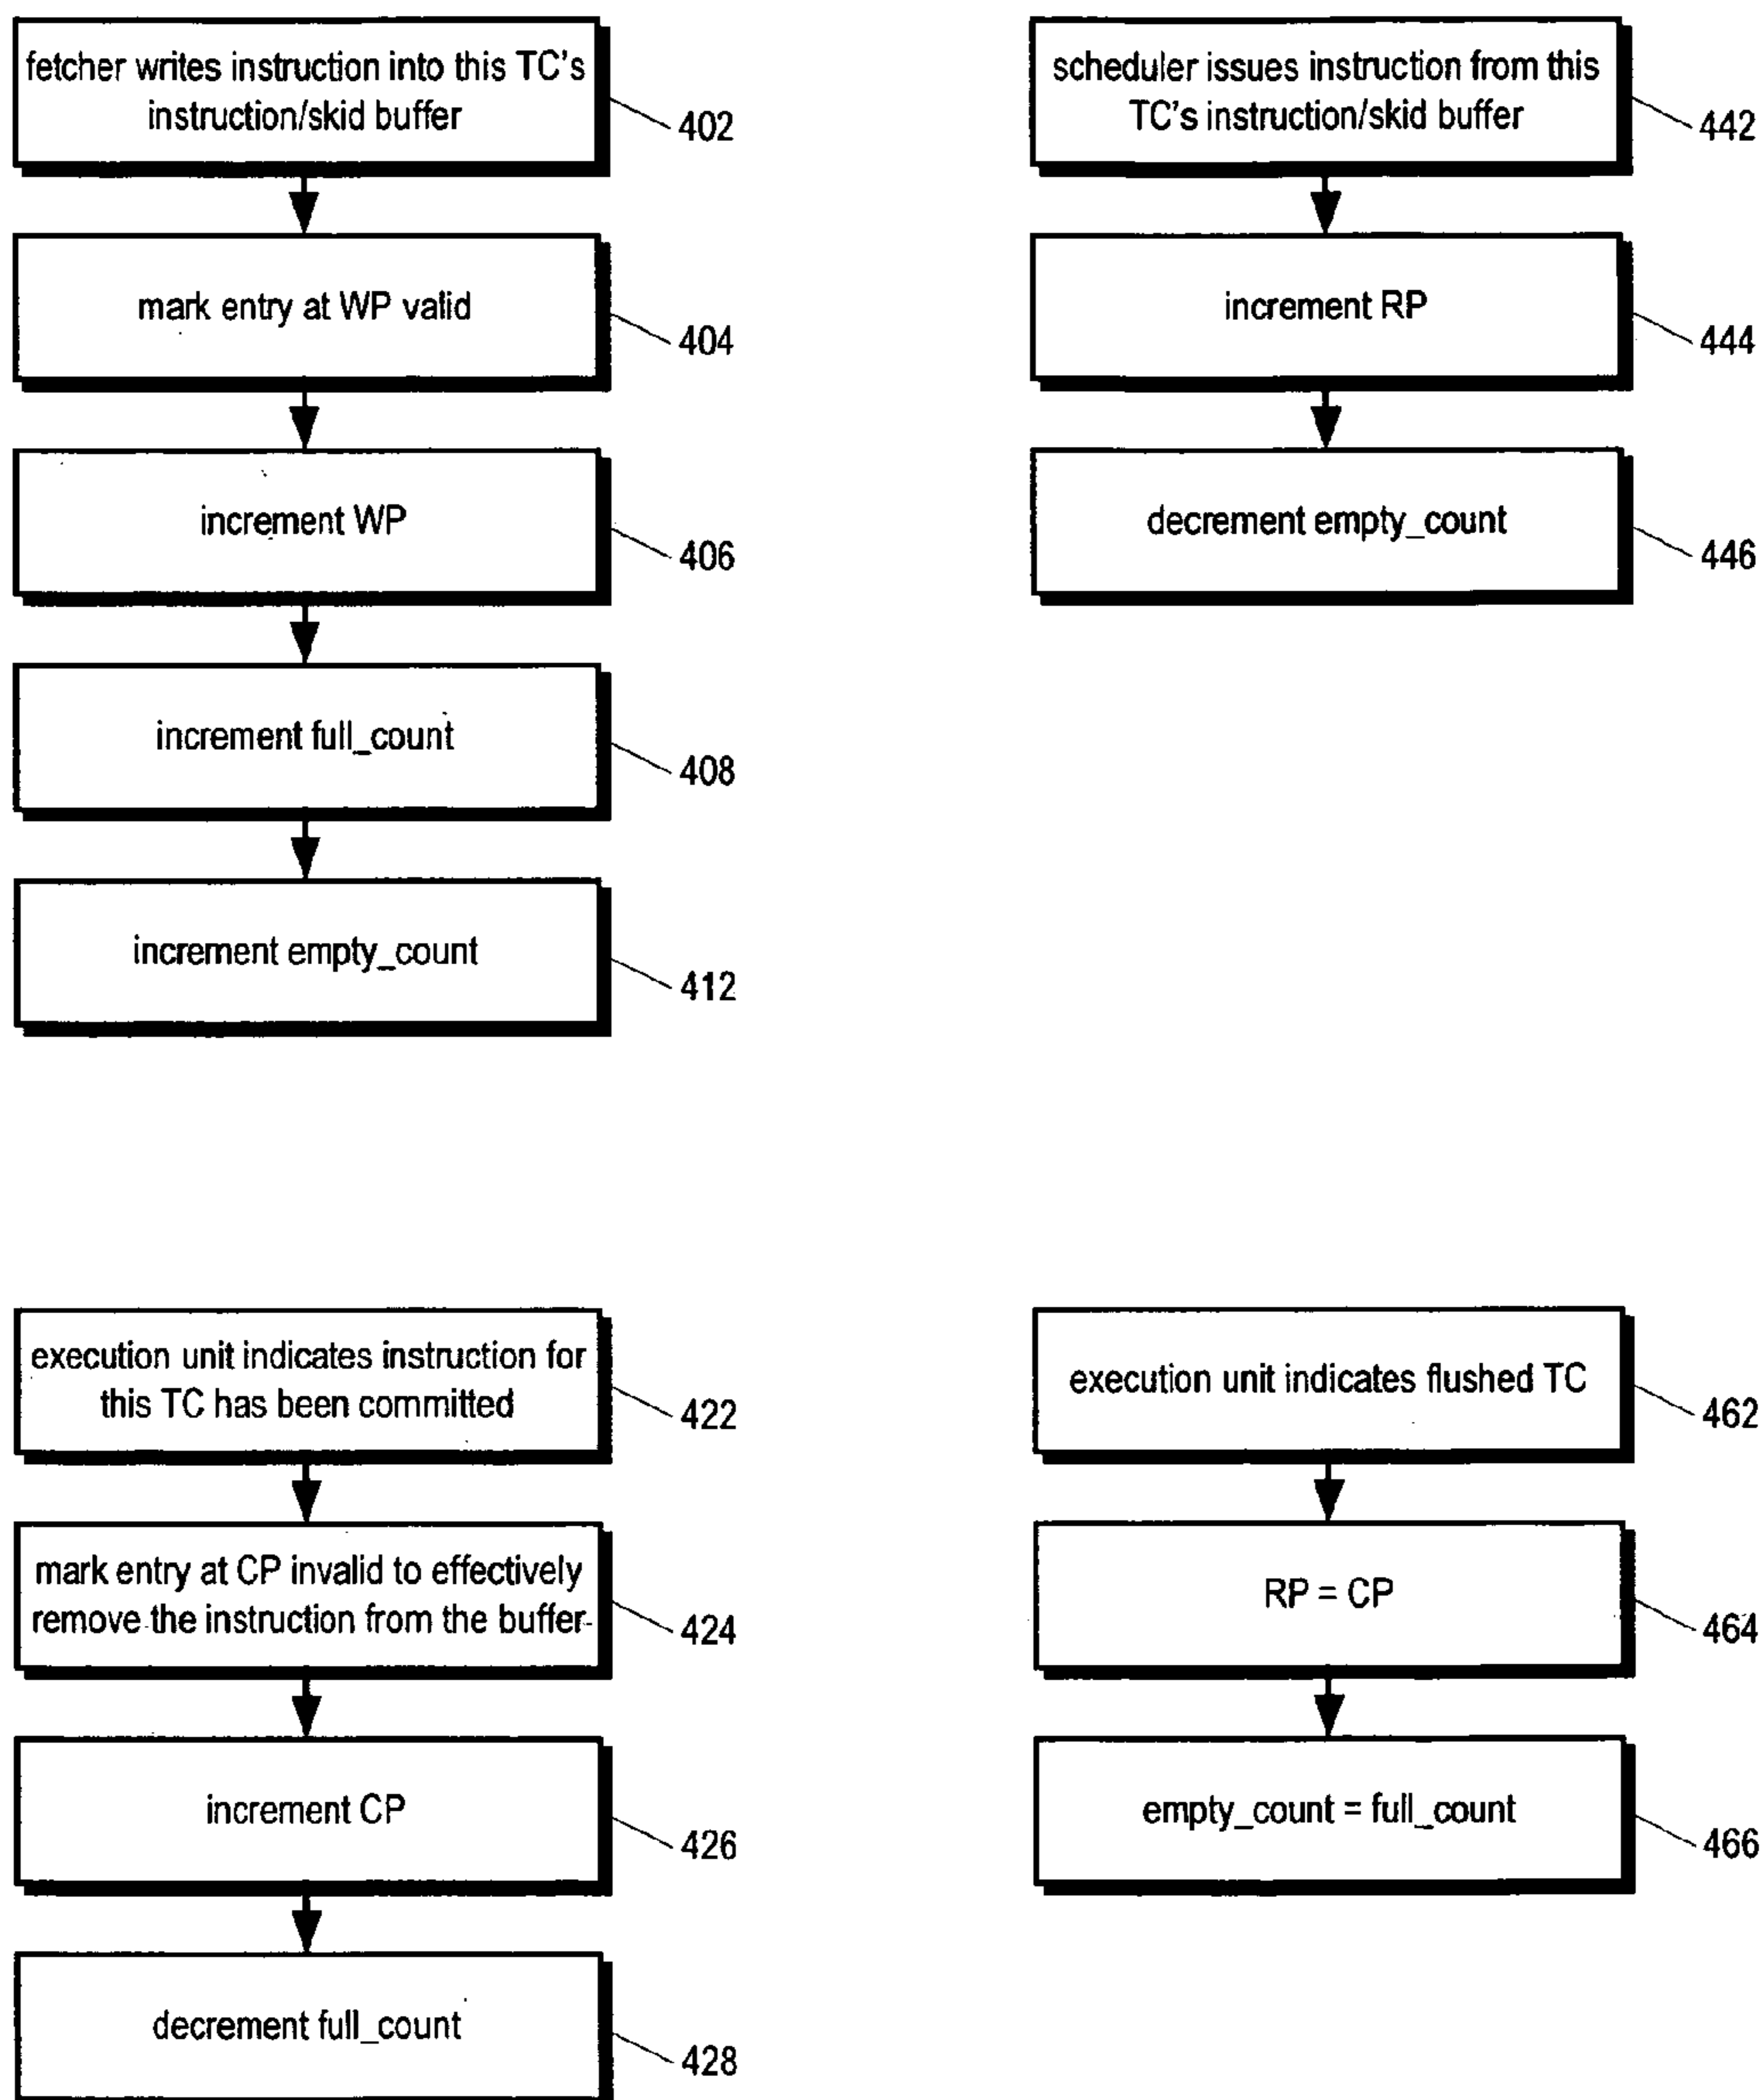 fetcher writes instruction into this TC's
instruction/skid buffer
402
mark entry at WP valid
404
increment WP
406
increment full_count
408
increment empty_count
412
scheduler issues instruction from this
TC's instruction/skid buffer
442
increment RP
444
decrement empty_count
446
execution unit indicates instruction for
this TC has been committed
422
mark entry at CP invalid to effectively
remove the instruction from the buffer
424
increment CP
426
decrement full_count
428
execution unit indicates flushed TC
462
RP = CP
464
empty_count = full_count
466